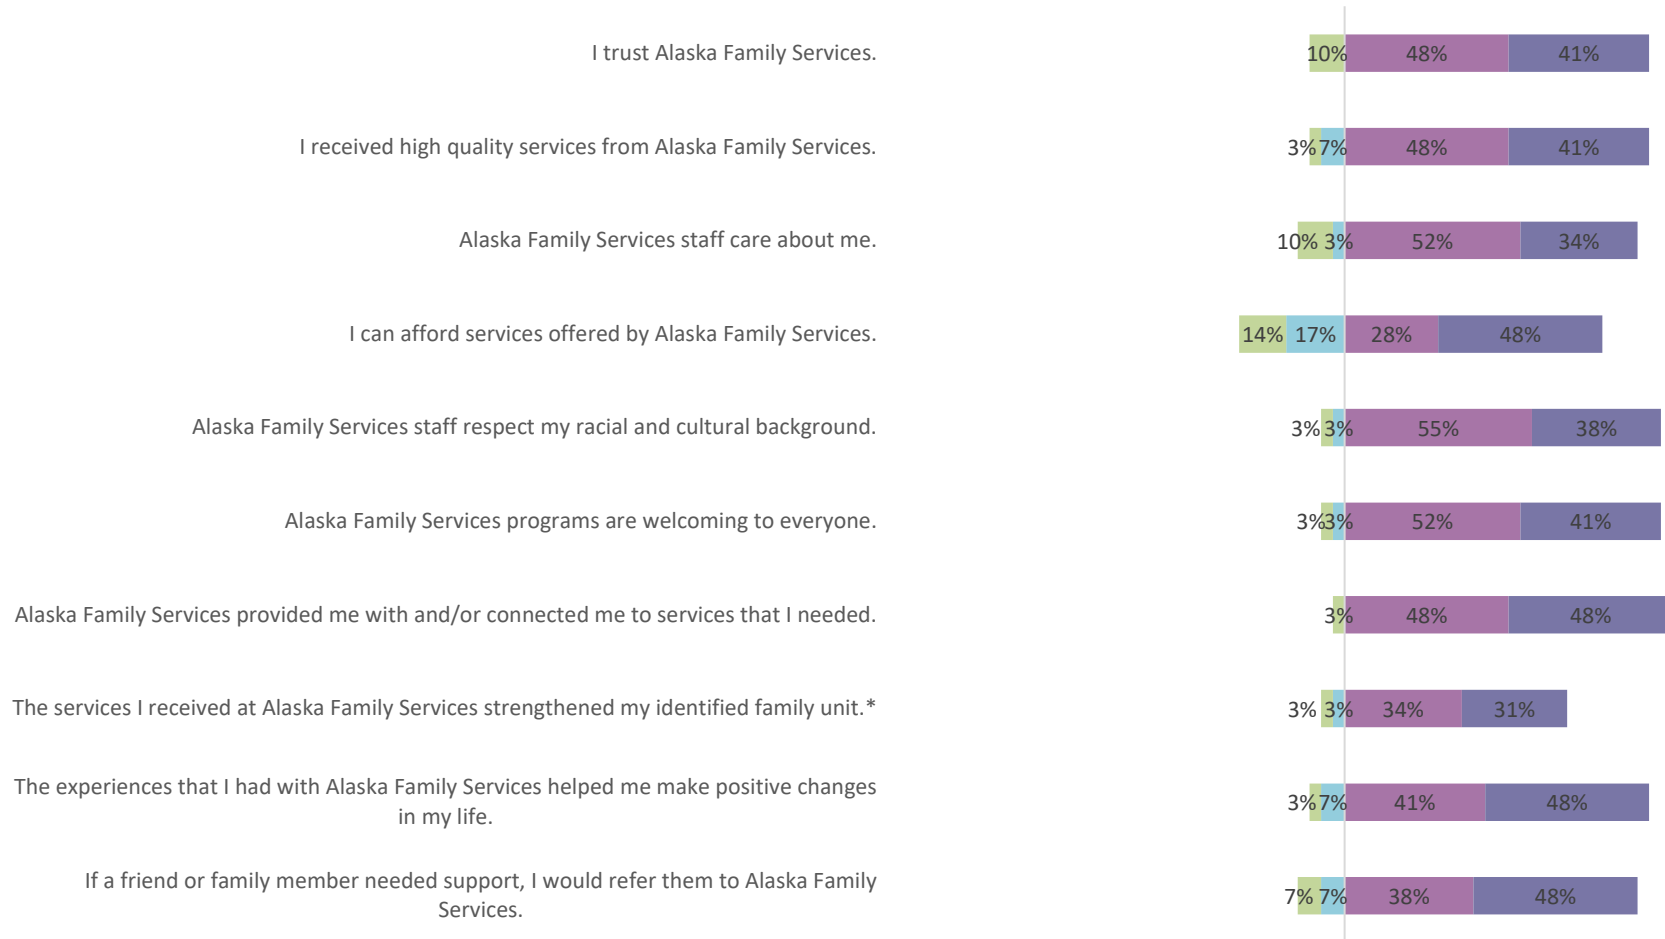 I trust Alaska Family Services. 10% 48% 41%
I received high quality services from Alaska Family Services. 3% 7% 48% 41%
Alaska Family Services staff care about me. 10% 3% 52% 34%
I can afford services offered by Alaska Family Services. 14% 17% 28% 48%
Alaska Family Services staff respect my racial and cultural background. 3% 3% 55% 38%
Alaska Family Services programs are welcoming to everyone. 3% 3% 52% 41%
Alaska Family Services provided me with and/or connected me to services that I needed. 3% 48% 48%
The services I received at Alaska Family Services strengthened my identified family unit.* 3% 3% 34% 31%
The experiences that I had with Alaska Family Services helped me make positive changes
in my life. 3% 7% 41% 48%
If a friend or family member needed support, I would refer them to Alaska Family
Services. 7% 7% 38% 48%